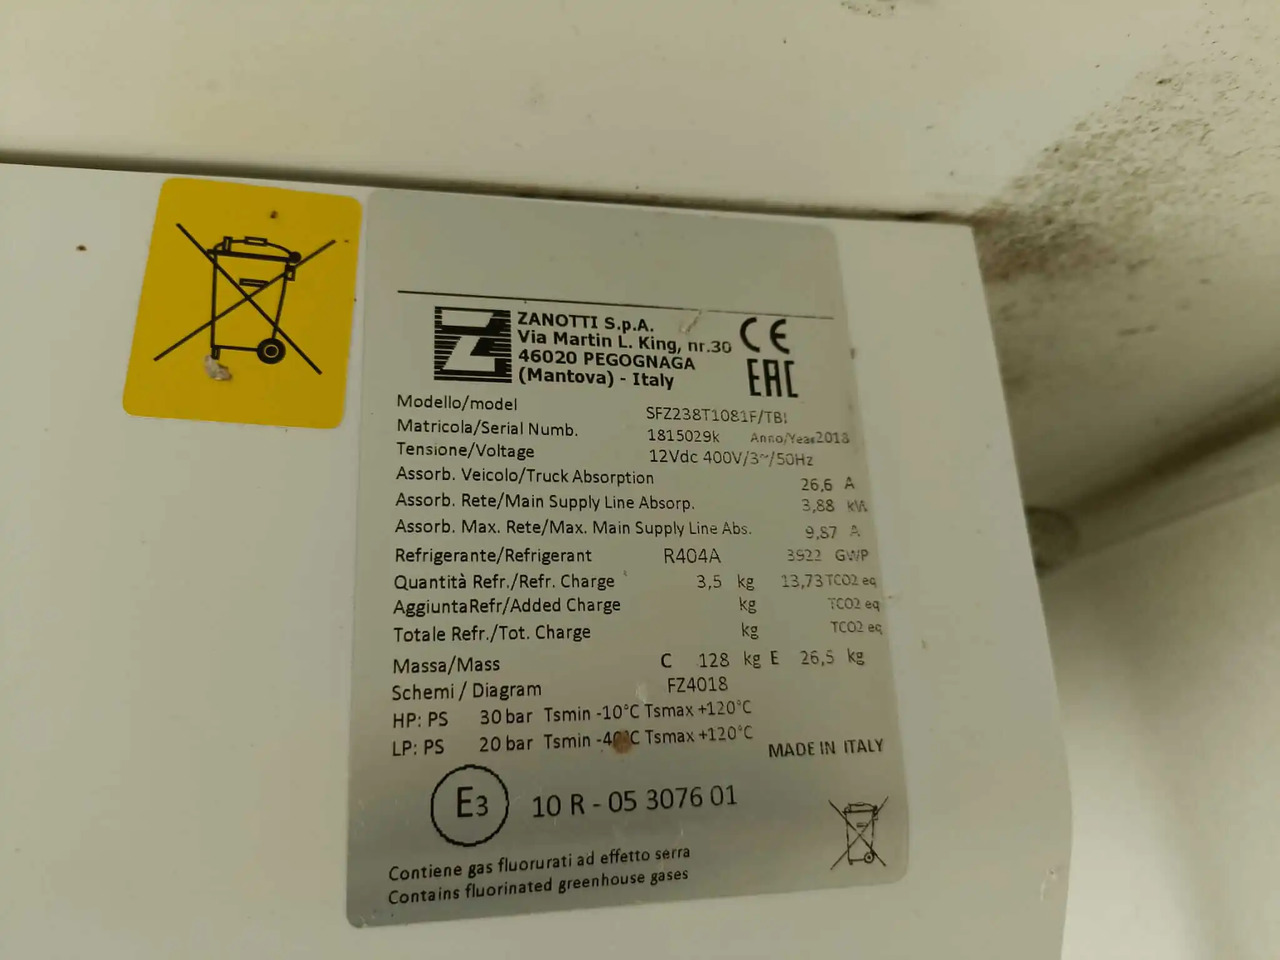 ZANOTTI S.p.A.
Via Martin L. King, nr.30
46020 PEGOGNAGA
(Mantova) - Italy
CE
EAC
Modello/model SFZ238T1081F/TBI
Matricola/Serial Numb. 1815029k Anno/Year2018
Tensione/Voltage 12Vdc 400V/3~/50Hz
Assorb. Veicolo/Truck Absorption 26,6 A
Assorb. Rete/Main Supply Line Absorp. 3,88 kW
Assorb. Max. Rete/Max. Main Supply Line Abs. 9,87 A
Refrigerante/Refrigerant R404A 3922 GWP
Quantità Refr./Refr. Charge 3,5 kg 13,73 TCO2 eq
AggiuntaRefr/Added Charge kg TCO2 eq
Totale Refr./Tot. Charge kg TCO2 eq
Massa/Mass C 128 kg E 26,5 kg
Schemi / Diagram FZ4018
HP: PS 30 bar Tsmin -10°C Tsmax +120°C
LP: PS 20 bar Tsmin -40°C Tsmax +120°C
MADE IN ITALY
E3 10 R - 05 3076 01
Contiene gas fluorurati ad effetto serra
Contains fluorinated greenhouse gases